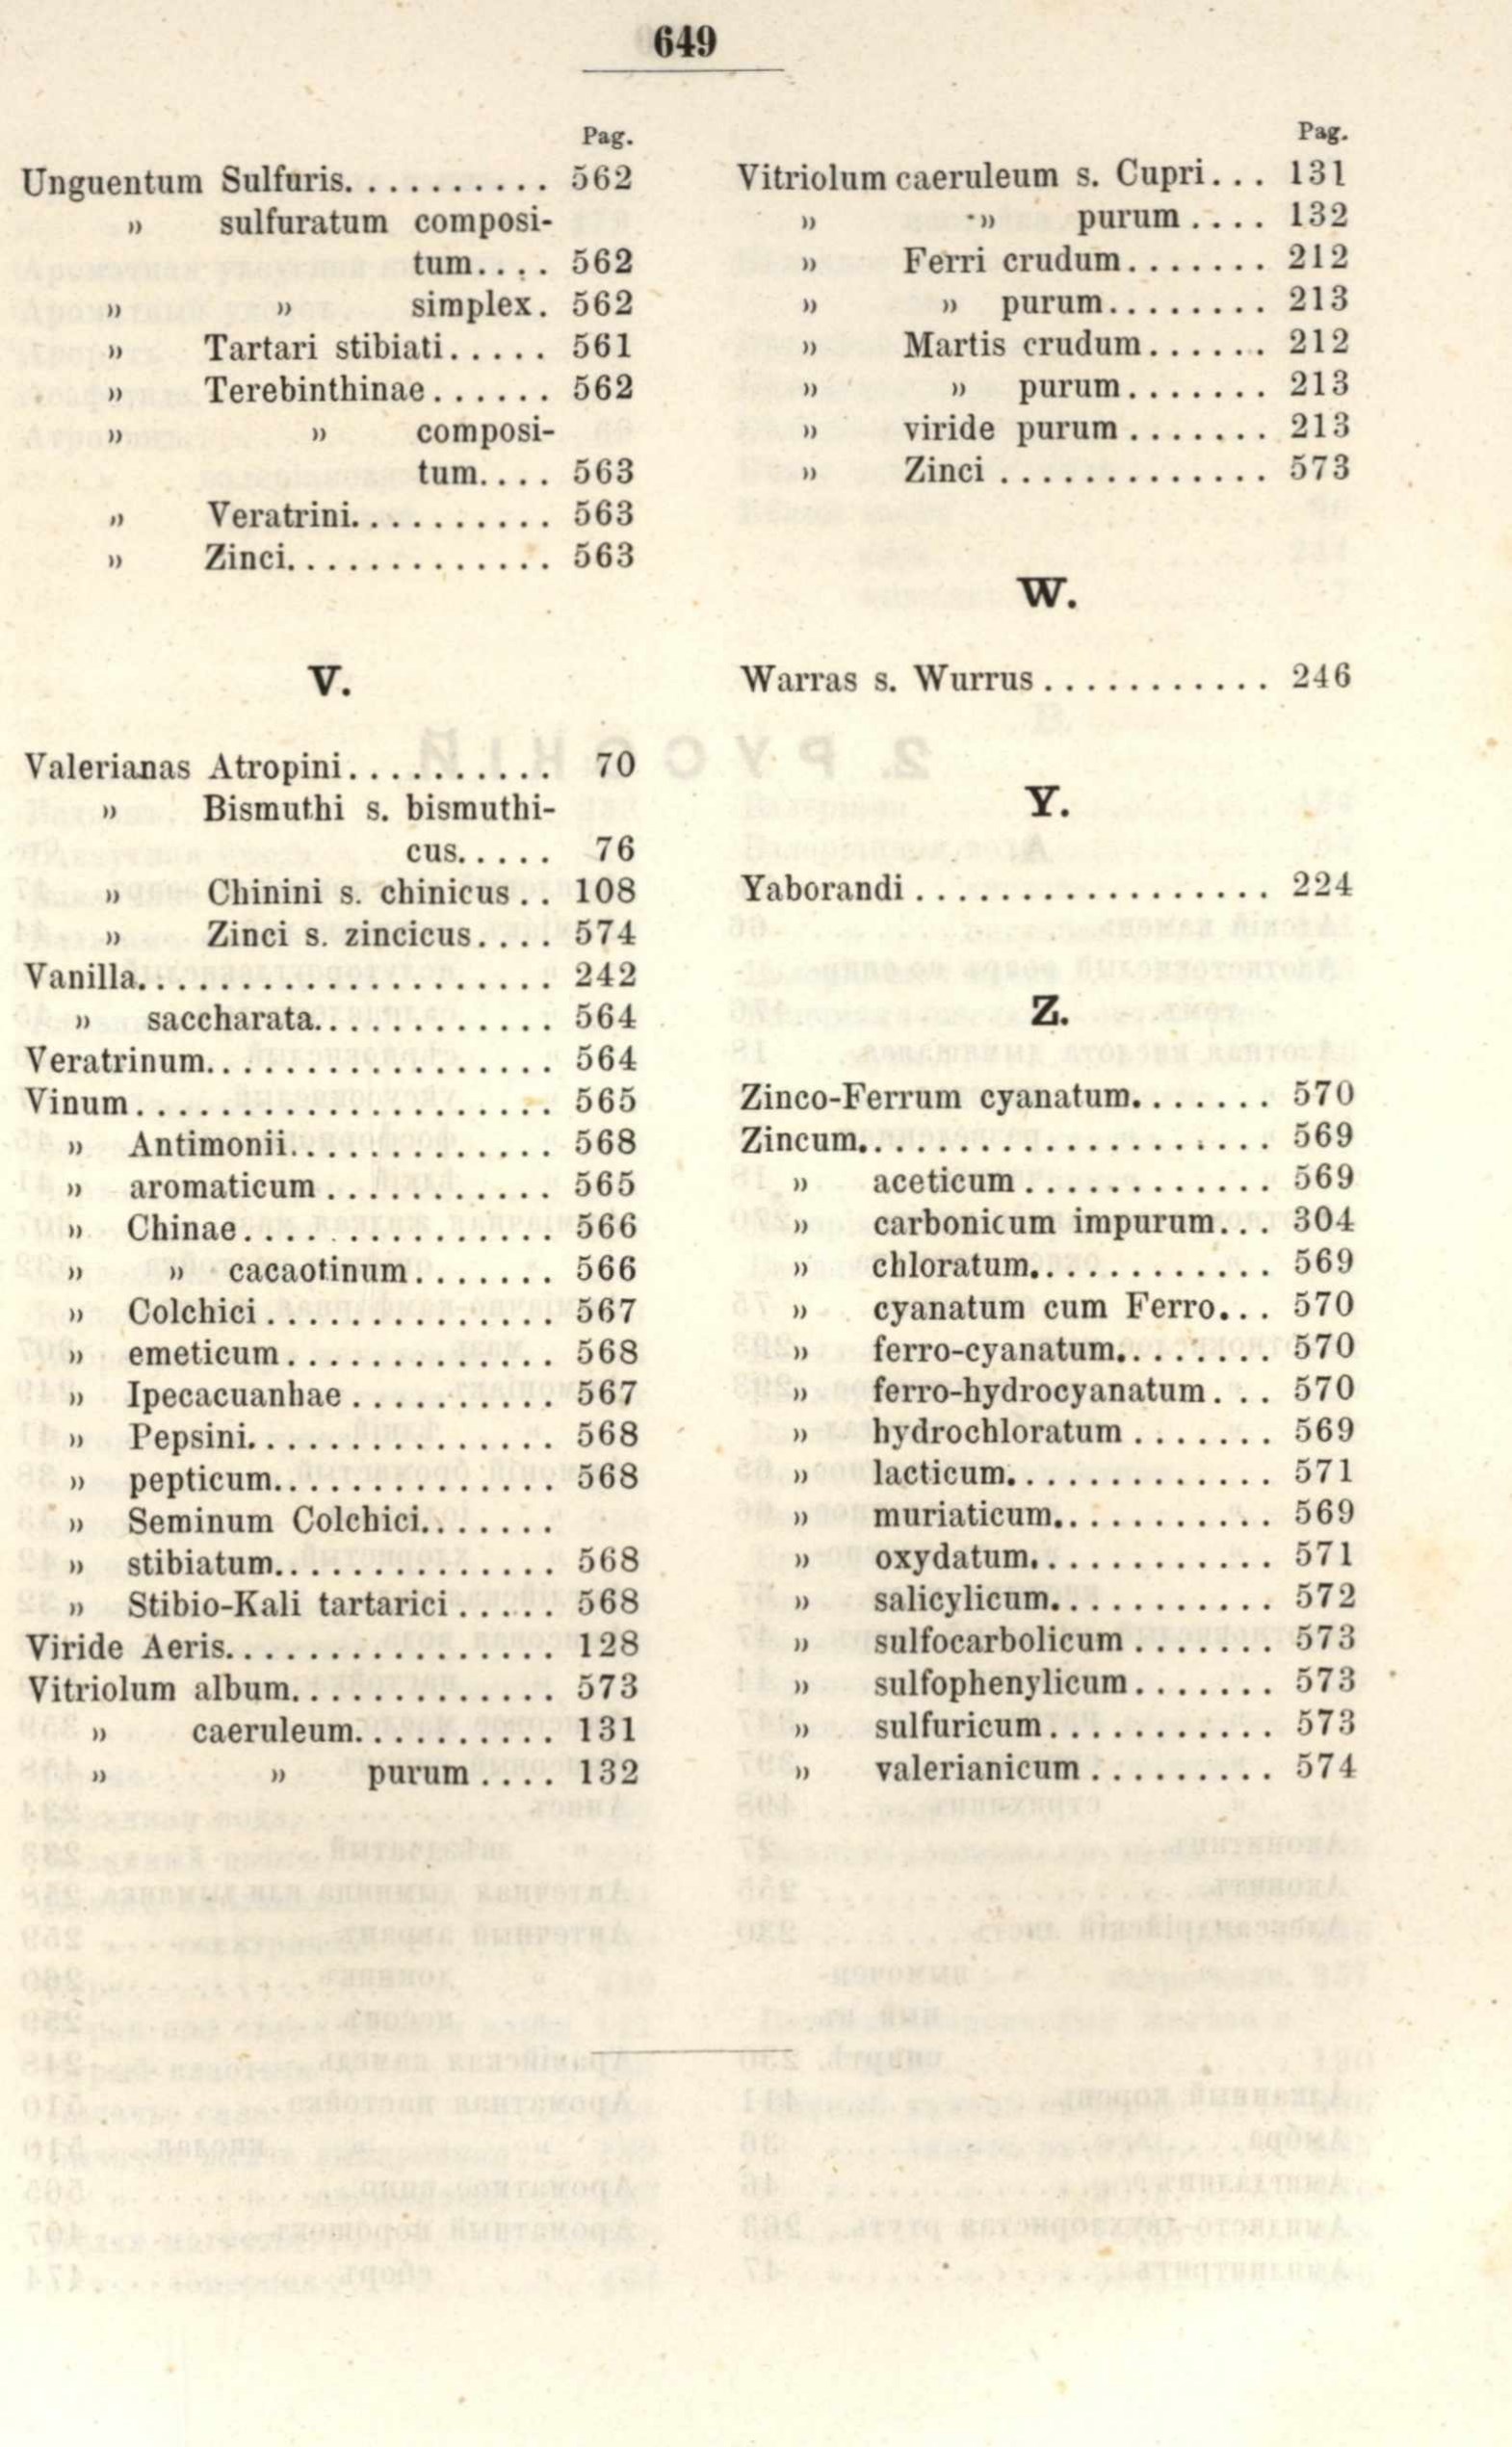 649
Pag.
Unguentum Sulfuris.......... 562
» sulfuratum composi-
tum.... 562
» » simplex. 562
» Tartari stibiati..... 561
» Terebinthinae...... 562
» » composi-
tum.... 563
» Veratrini.......... 563
» Zinci............. 563
V.
Valerianas Atropini.......... 70
» Bismuthi s. bismuthi-
cus..... 76
» Chinini s. chinicus.. 108
» Zinci s. zincicus.... 574
Vanilla.................... 242
» saccharata............ 564
Veratrinum................. 564
Vinum.................... 565
» Antimonii............. 568
» aromaticum........... 565
» Chinae............... 566
» » cacaotinum....... 566
» Colchici.............. 567
» emeticum............. 568
» Ipecacuanhae.......... 567
» Pepsini............... 568
» pepticum.............. 568
» Seminum Colchici.......
» stibiatum.............. 568
» Stibio-Kali tartarici..... 568
Viride Aeris................ 128
Vitriolum album............. 573
» caeruleum.......... 131
» » purum.... 132
Pag.
Vitriolum caeruleum s. Cupri... 131
» » purum.... 132
» Ferri crudum....... 212
» » purum........ 213
» Martis crudum...... 212
» » purum....... 213
» viride purum....... 213
» Zinci............. 573
W.
Warras s. Wurrus........... 246
Y.
Yaborandi................. 224
Z.
Zinco-Ferrum cyanatum....... 570
Zincum.................... 569
» aceticum............ 569
» carbonicum impurum... 304
» chloratum............ 569
» cyanatum cum Ferro... 570
» ferro-cyanatum........ 570
» ferro-hydrocyanatum... 570
» hydrochloratum....... 569
» lacticum............. 571
» muriaticum........... 569
» oxydatum............ 571
» salicylicum........... 572
» sulfocarbolicum....... 573
» sulfophenylicum....... 573
» sulfuricum........... 573
» valerianicum......... 574